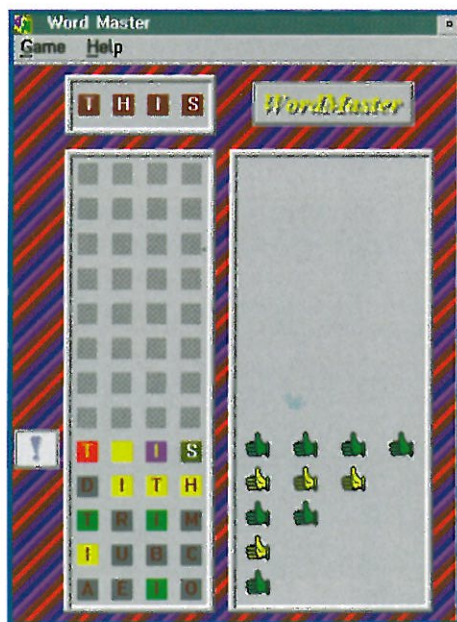 Word Master
Game Help
T H I S
WordMaster
!
T I S
D I T H
T R I M
I U B C
A E I O